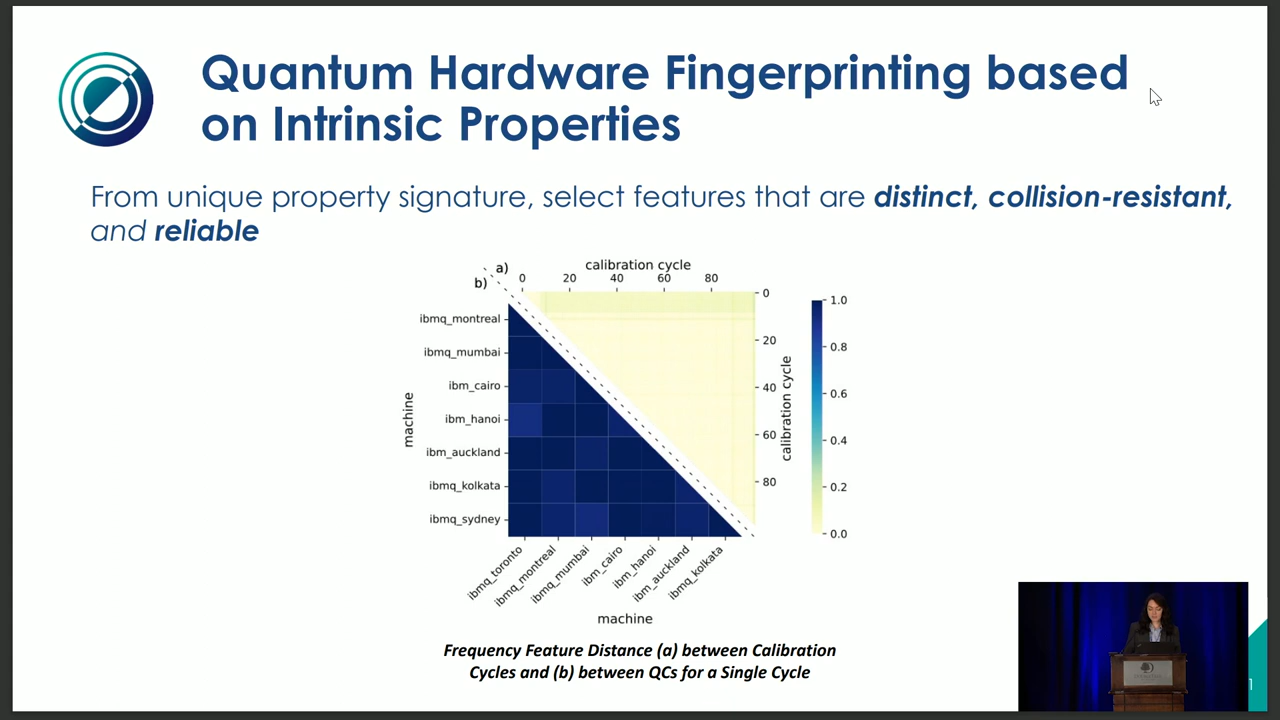 Quantum Hardware Fingerprinting based
on Intrinsic Properties
From unique property signature, select features that are distinct, collision-resistant,
and reliable
a)
b)
calibration cycle
0 20 40 60 80
ibmq_montreal
ibmq_mumbai
ibm_cairo
ibm_hanoi
ibm_auckland
ibmq_kolkata
ibmq_sydney
machine
0
20
40
60
80
calibration cycle
1.0
0.8
0.6
0.4
0.2
0.0
ibmq_toronto
ibmq_montreal
ibmq_mumbai
ibm_cairo
ibm_hanoi
ibm_auckland
ibmq_kolkata
machine
Frequency Feature Distance (a) between Calibration
Cycles and (b) between QCs for a Single Cycle